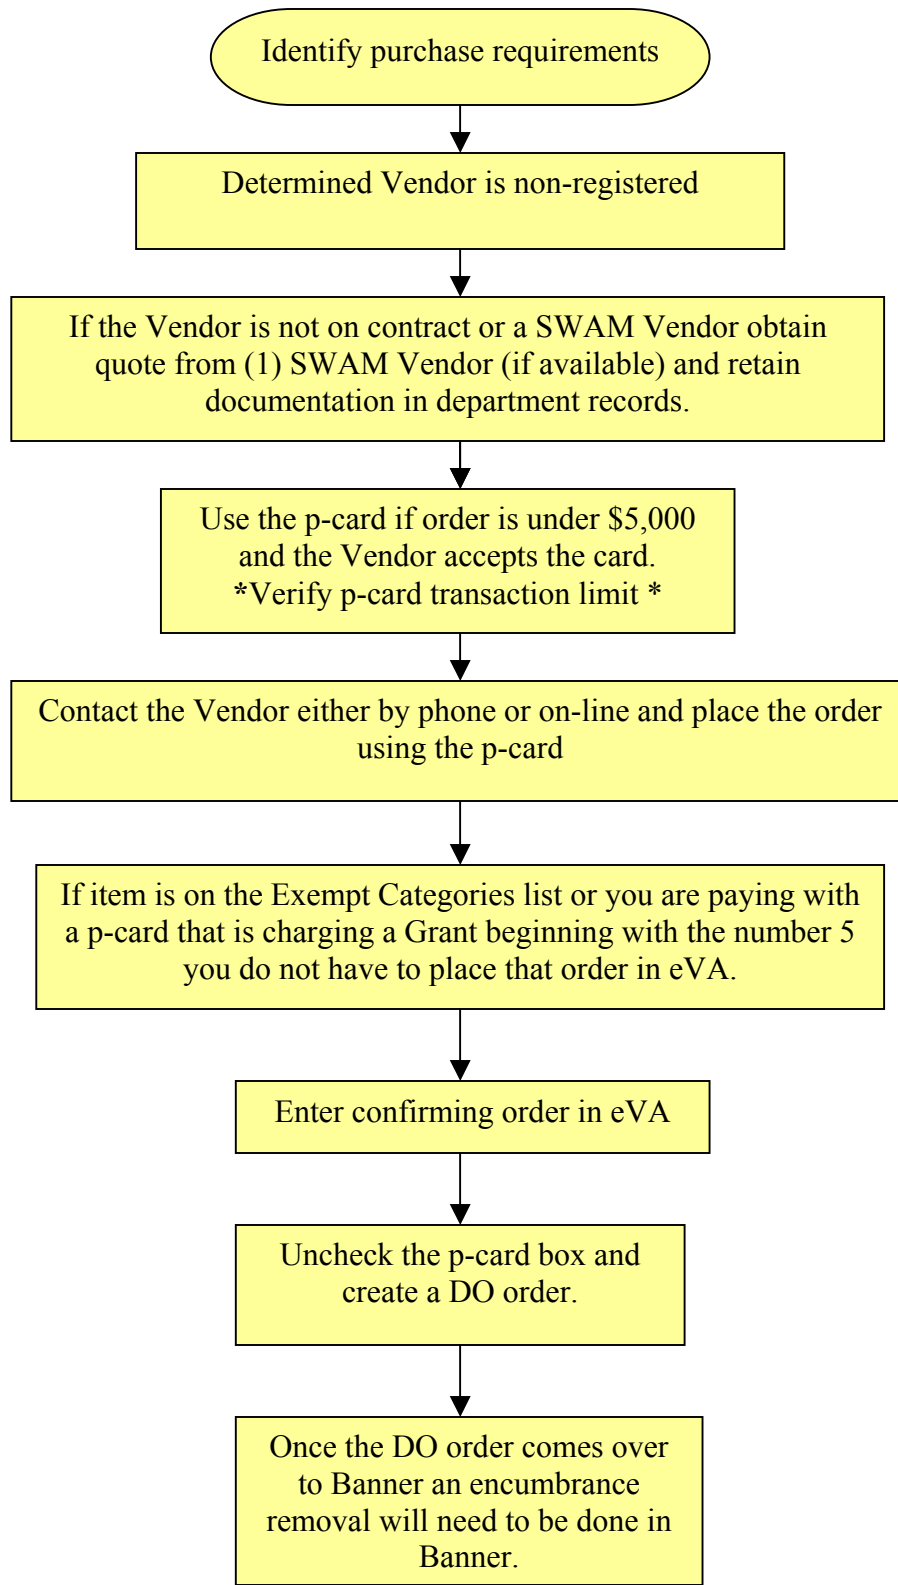 Identify purchase requirements
Determined Vendor is non-registered
If the Vendor is not on contract or a SWAM Vendor obtain
quote from (1) SWAM Vendor (if available) and retain
documentation in department records.
Use the p-card if order is under $5,000
and the Vendor accepts the card.
*Verify p-card transaction limit *
Contact the Vendor either by phone or on-line and place the order
using the p-card
If item is on the Exempt Categories list or you are paying with
a p-card that is charging a Grant beginning with the number 5
you do not have to place that order in eVA.
Enter confirming order in eVA
Uncheck the p-card box and
create a DO order.
Once the DO order comes over
to Banner an encumbrance
removal will need to be done in
Banner.